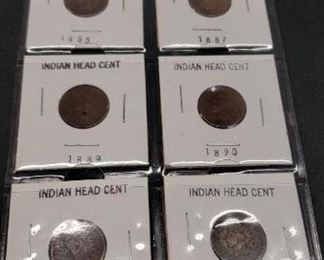 1885 1887
INDIAN HEAD CENT INDIAN HEAD CENT
1889 1890
INDIAN HEAD CENT INDIAN HEAD CENT